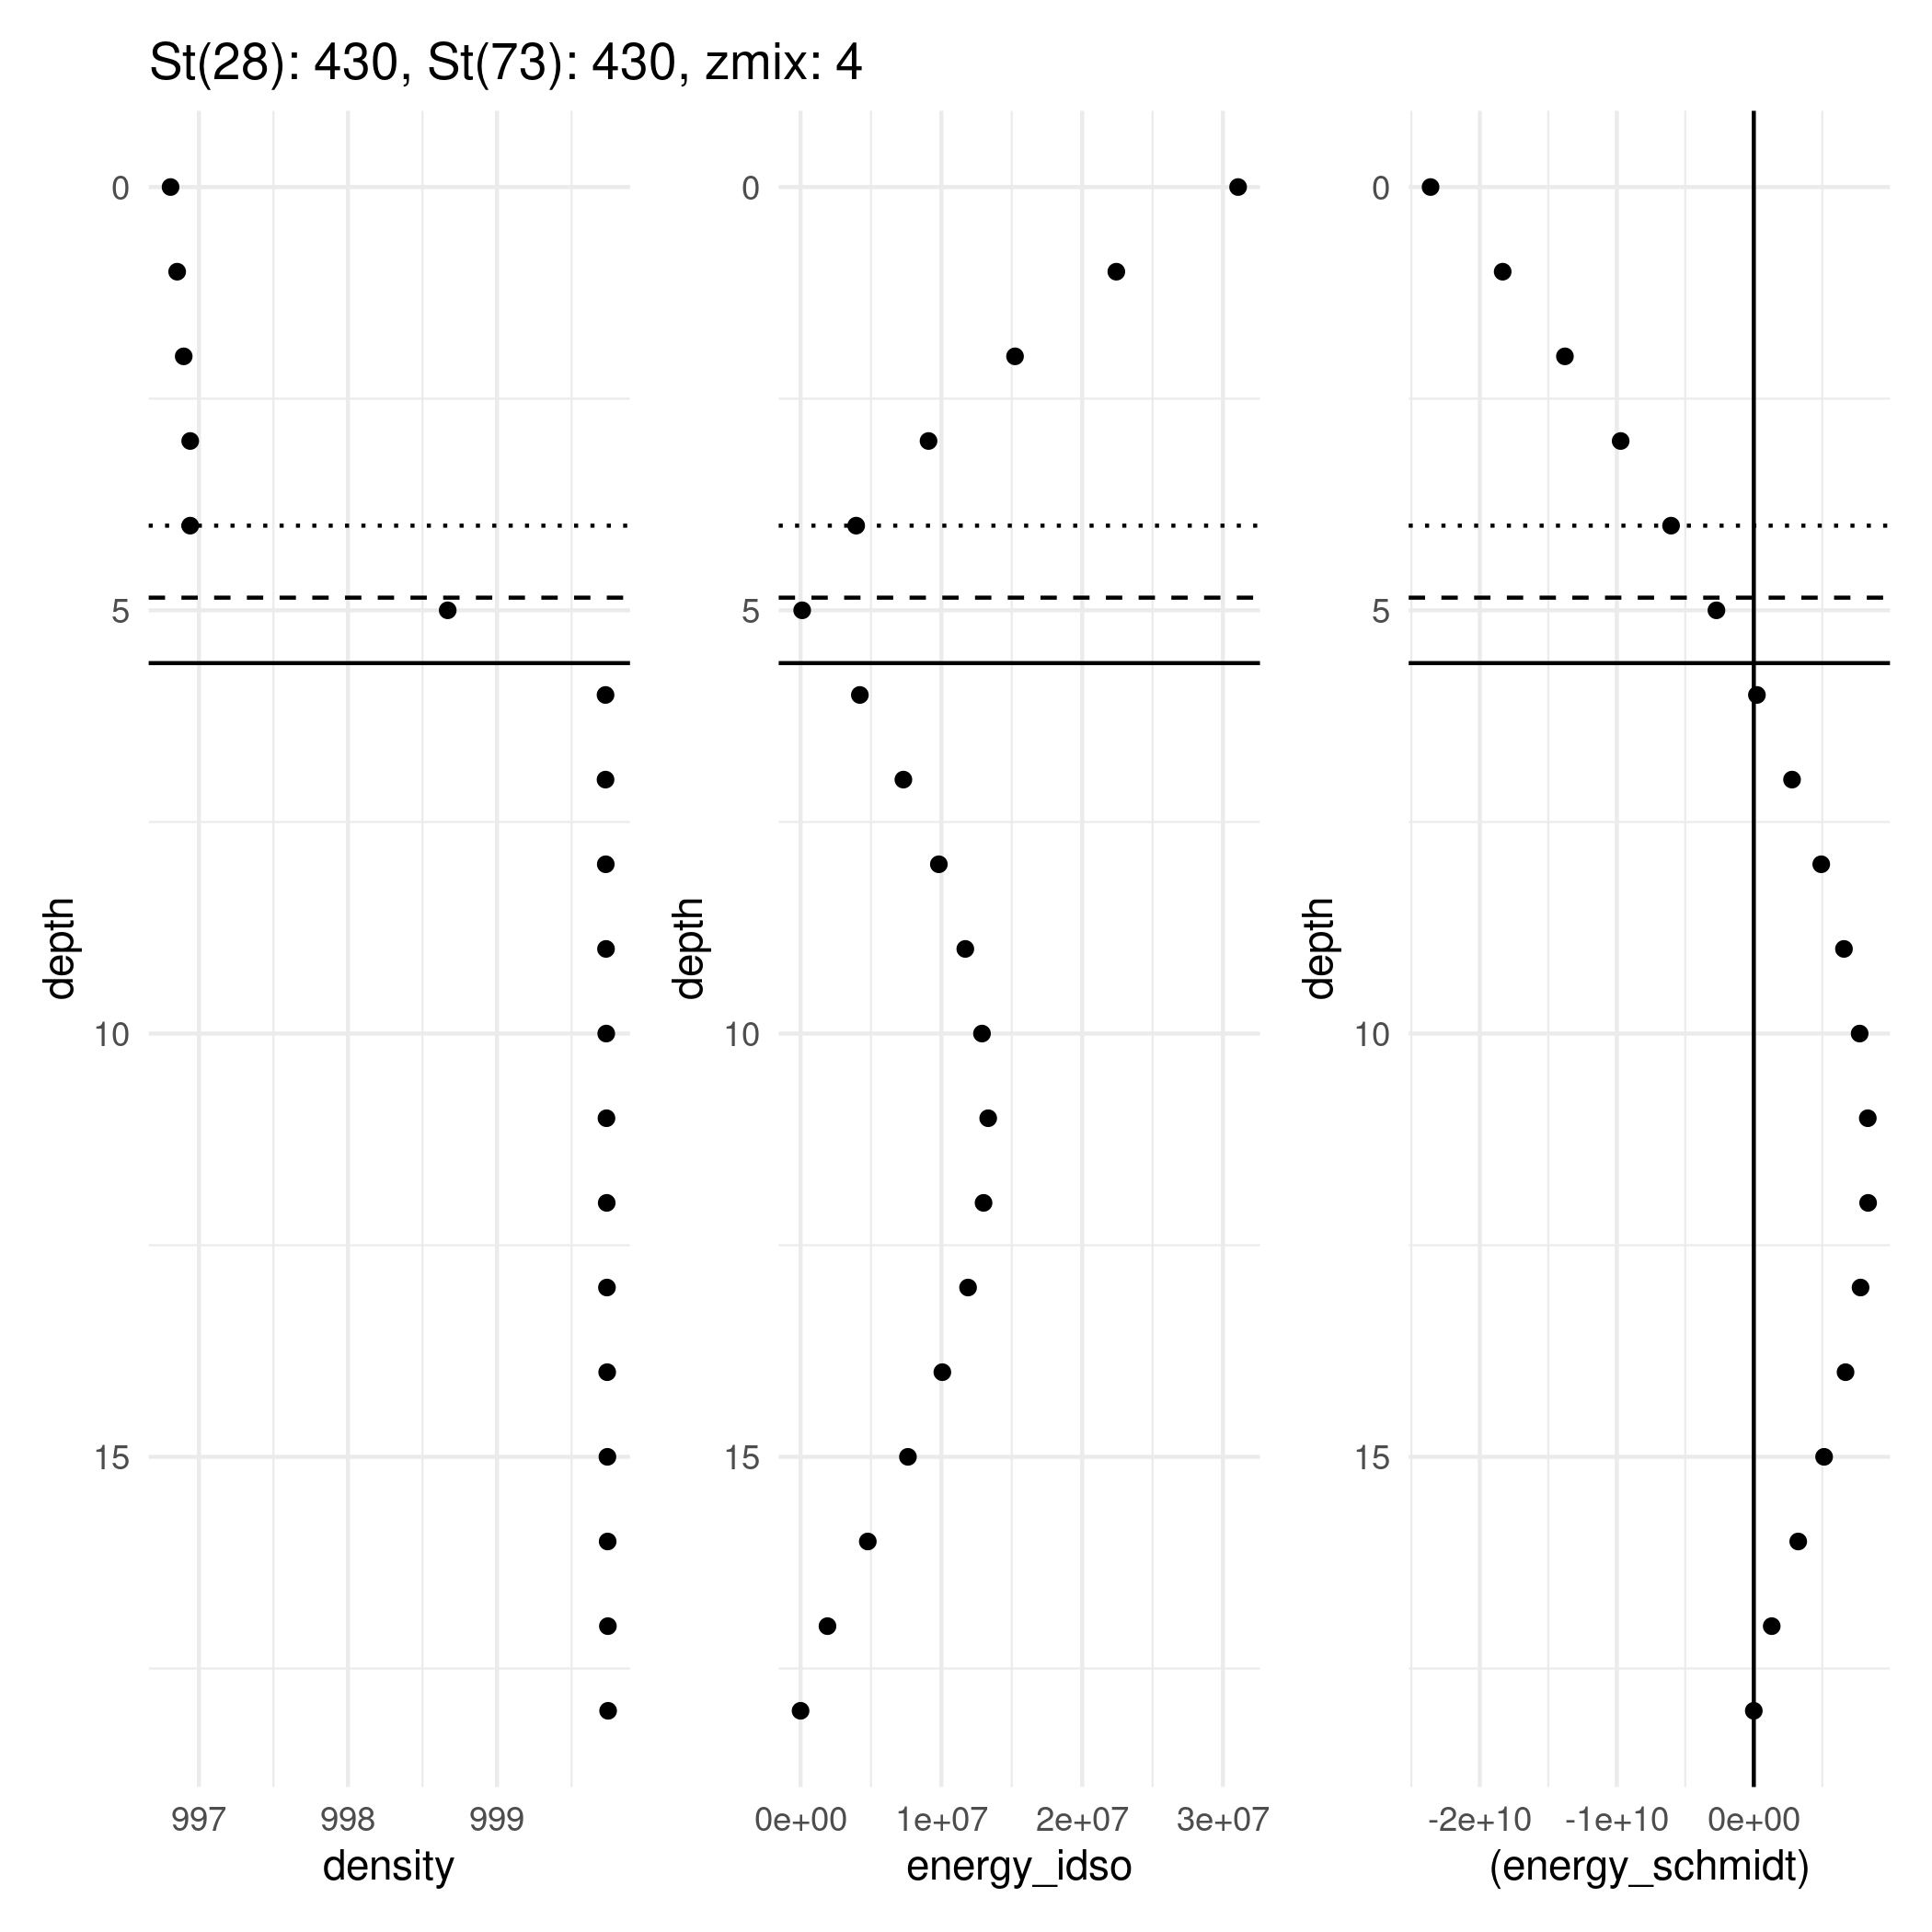 St(28): 430, St(73): 430, zmix: 4
depth
0
5
10
15
997 998 999
density
depth
0
5
10
15
0e+00 1e+07 2e+07 3e+07
energy_idso
depth
0
5
10
15
-2e+10 -1e+10 0e+00
(energy_schmidt)